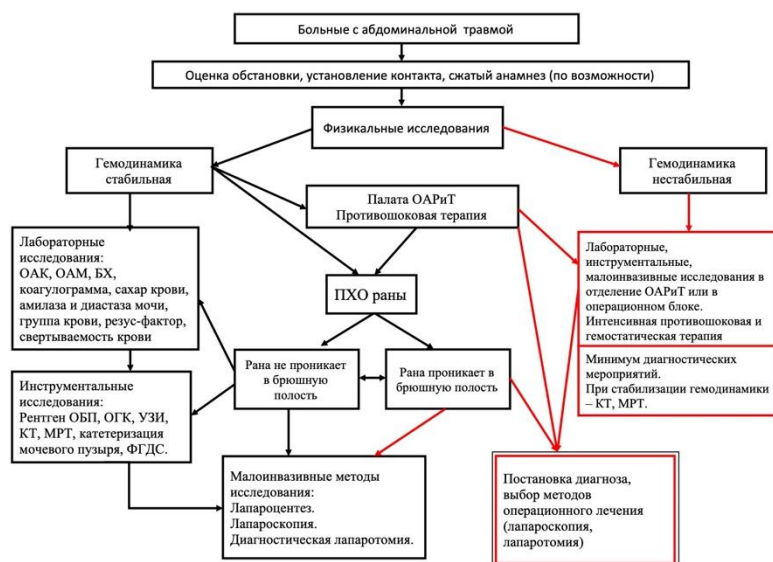 Больные с абдоминальной травмой
Оценка обстановки, установление контакта, сжатый анамнез (по возможности)
Физикальные исследования
Гемодинамика
стабильная
Гемодинамика
нестабильная
Палата ОАРиТ
Противошоковая терапия
Лабораторные
исследования:
ОАК, ОАМ, БХ,
коагулограмма, сахар крови,
амилаза и диастаза мочи,
группа крови, резус-фактор,
свертываемость крови
Лабораторные,
инструментальные,
малоинвазивные исследования в
отделение ОАРиТ или в
операционном блоке.
Интенсивная противошоковая и
гемостатическая терапия
ПХО раны
Рана не проникает
в брюшную
полость
Рана проникает в
брюшную полость
Минимум диагностических
мероприятий.
При стабилизации гемодинамики
– КТ, МРТ.
Инструментальные
исследования:
Рентген ОБП, ОГК, УЗИ,
КТ, МРТ, катетеризация
мочевого пузыря, ФГДС.
Малоинвазивные методы
исследования:
Лапароцентез.
Лапароскопия.
Диагностическая лапаротомия.
Постановка диагноза,
выбор методов
операционного лечения
(лапароскопия,
лапаротомия)